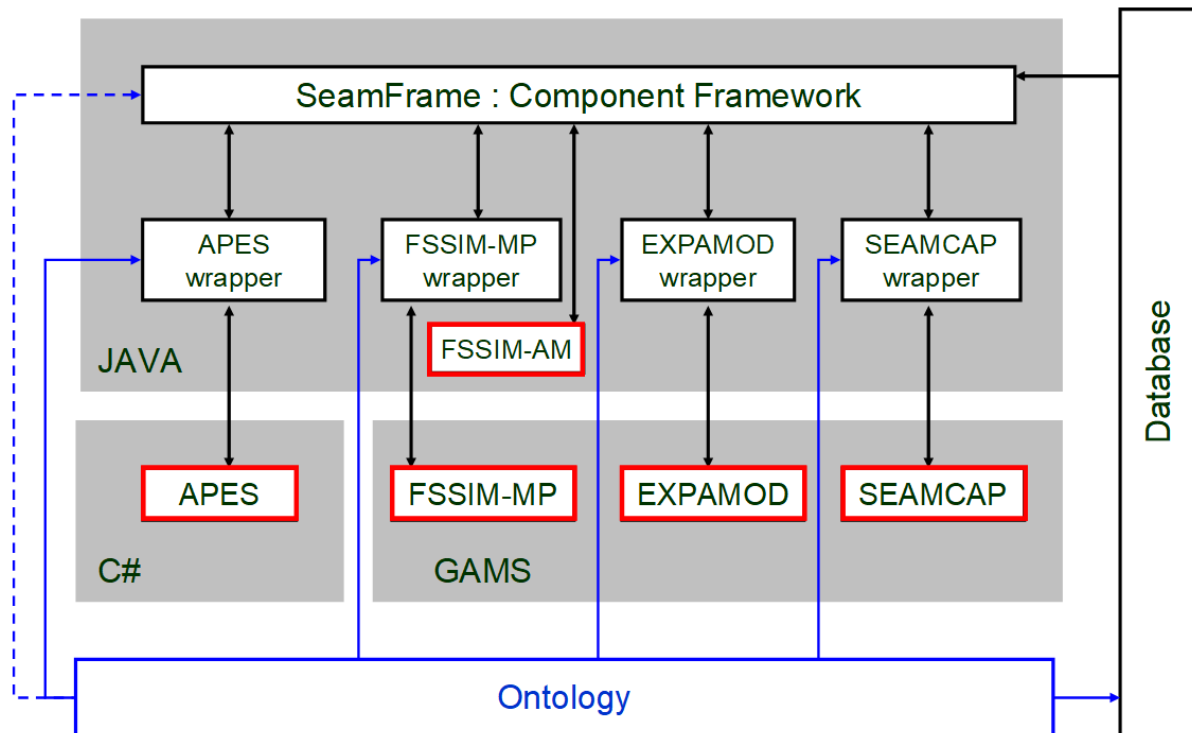 SeamFrame : Component Framework
APES
wrapper
FSSIM-MP
wrapper
EXPAMOD
wrapper
SEAMCAP
wrapper
FSSIM-AM
JAVA
Database
APES
FSSIM-MP
EXPAMOD
SEAMCAP
C#
GAMS
Ontology